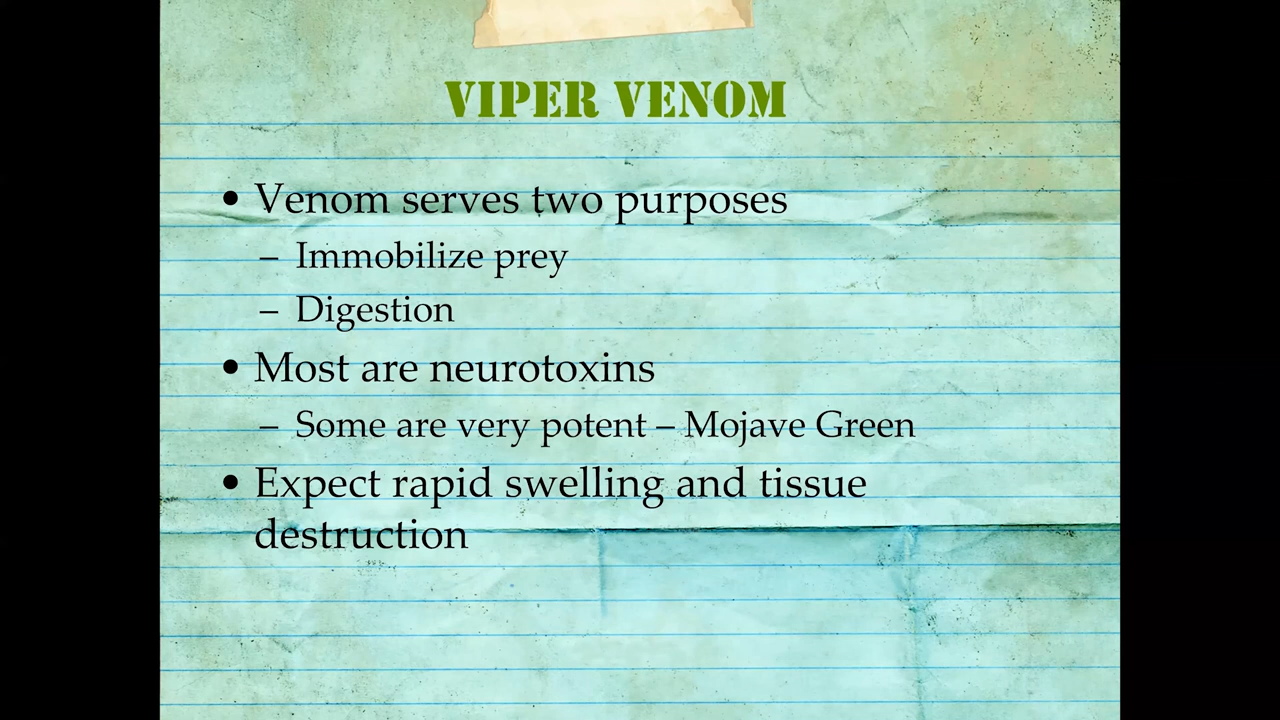 VIPER VENOM
• Venom serves two purposes
– Immobilize prey
– Digestion
• Most are neurotoxins
– Some are very potent – Mojave Green
• Expect rapid swelling and tissue
destruction